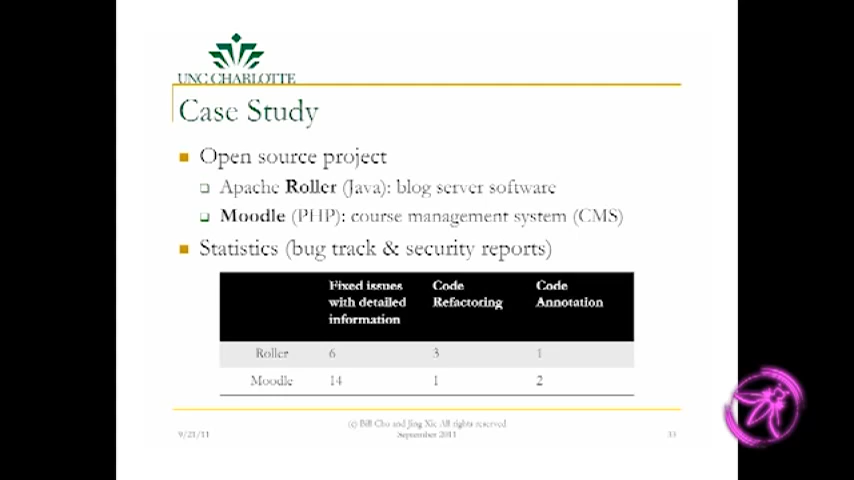 UNC CHARLOTTE
Case Study
Open source project
Apache Roller (Java): blog server software
Moodle (PHP): course management system (CMS)
Statistics (bug track & security reports)
Fixed issues with detailed information Code Refactoring Code Annotation
Roller 6 3 1
Moodle 14 1 2
(c) Bill Chu and Jing Xie All rights reserved
9/21/11 September 2011 33